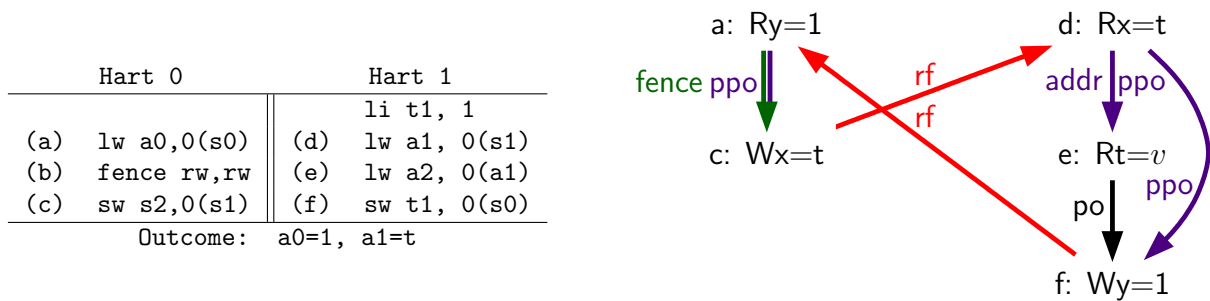 Hart 0 Hart 1
li t1, 1
(a) lw a0,0(s0) (d) lw a1, 0(s1)
(b) fence rw,rw (e) lw a2, 0(a1)
(c) sw s2,0(s1) (f) sw t1, 0(s0)
Outcome: a0=1, a1=t
a: Ry=1
d: Rx=t
fence ppo
rf
addr ppo
rf
c: Wx=t
e: Rt=v
ppo
po
f: Wy=1